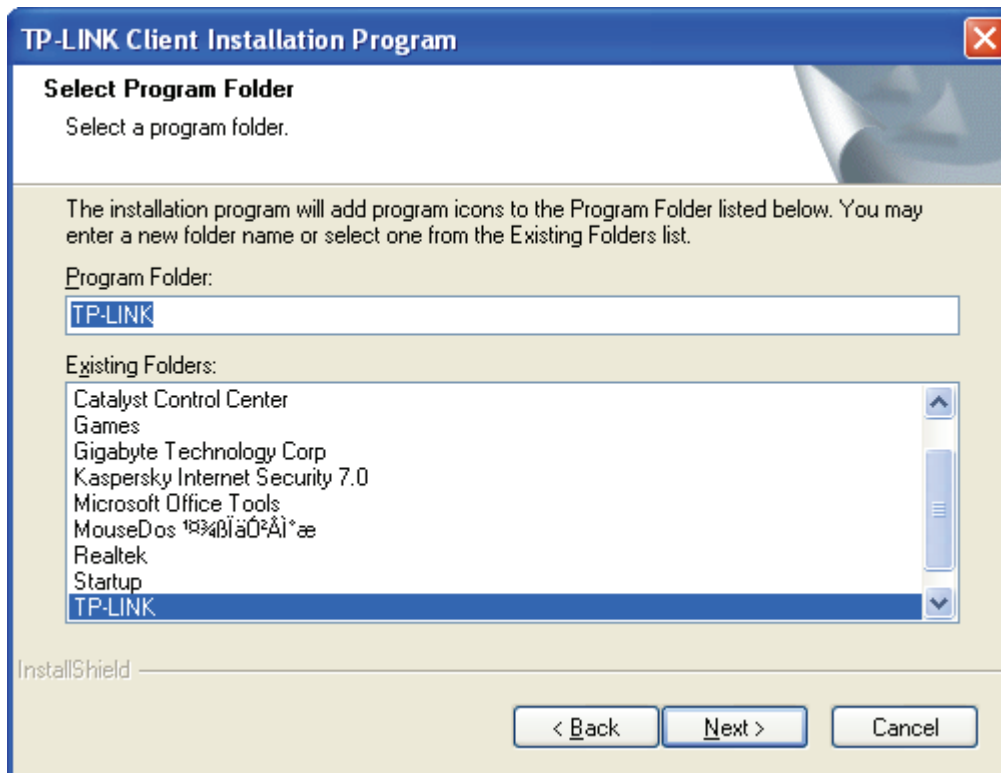 TP-LINK Client Installation Program
Select Program Folder
Select a program folder.
The installation program will add program icons to the Program Folder listed below. You may
enter a new folder name or select one from the Existing Folders list.
Program Folder:
TP-LINK
Existing Folders:
Catalyst Control Center
Games
Gigabyte Technology Corp
Kaspersky Internet Security 7.0
Microsoft Office Tools
MouseDos
Realtek
Startup
TP-LINK
InstallShield
< Back
Next >
Cancel